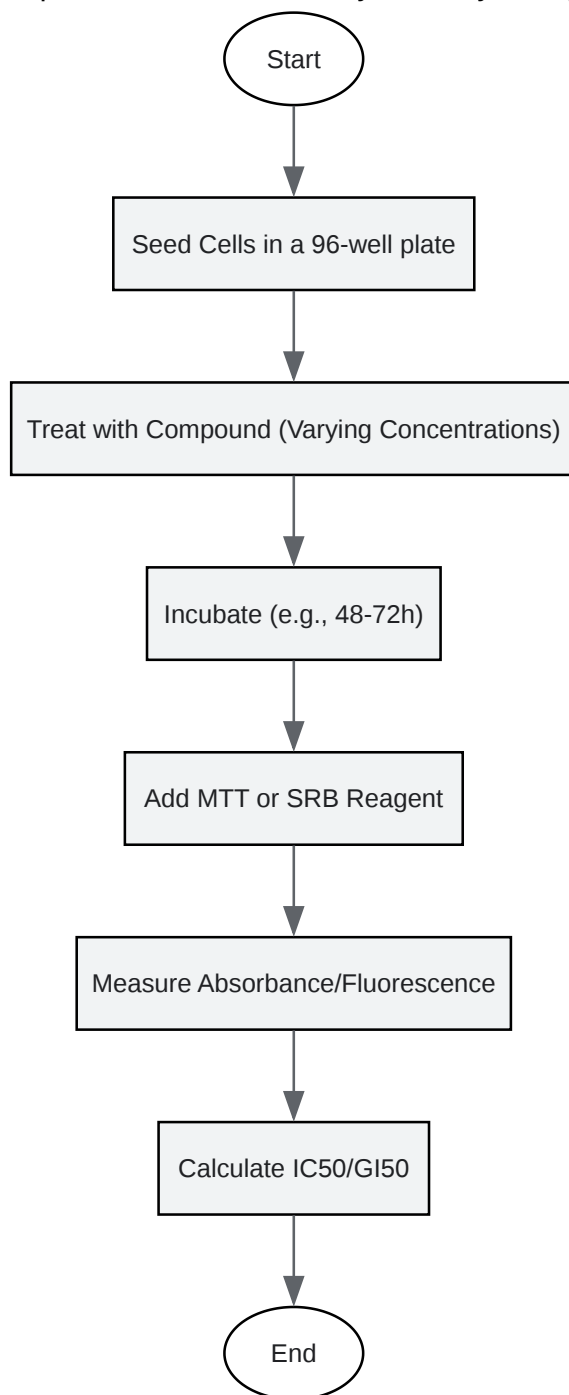 Start
Seed Cells in a 96-well plate
Treat with Compound (Varying Concentrations)
Incubate (e.g., 48-72h)
Add MTT or SRB Reagent
Measure Absorbance/Fluorescence
Calculate IC50/GI50
End